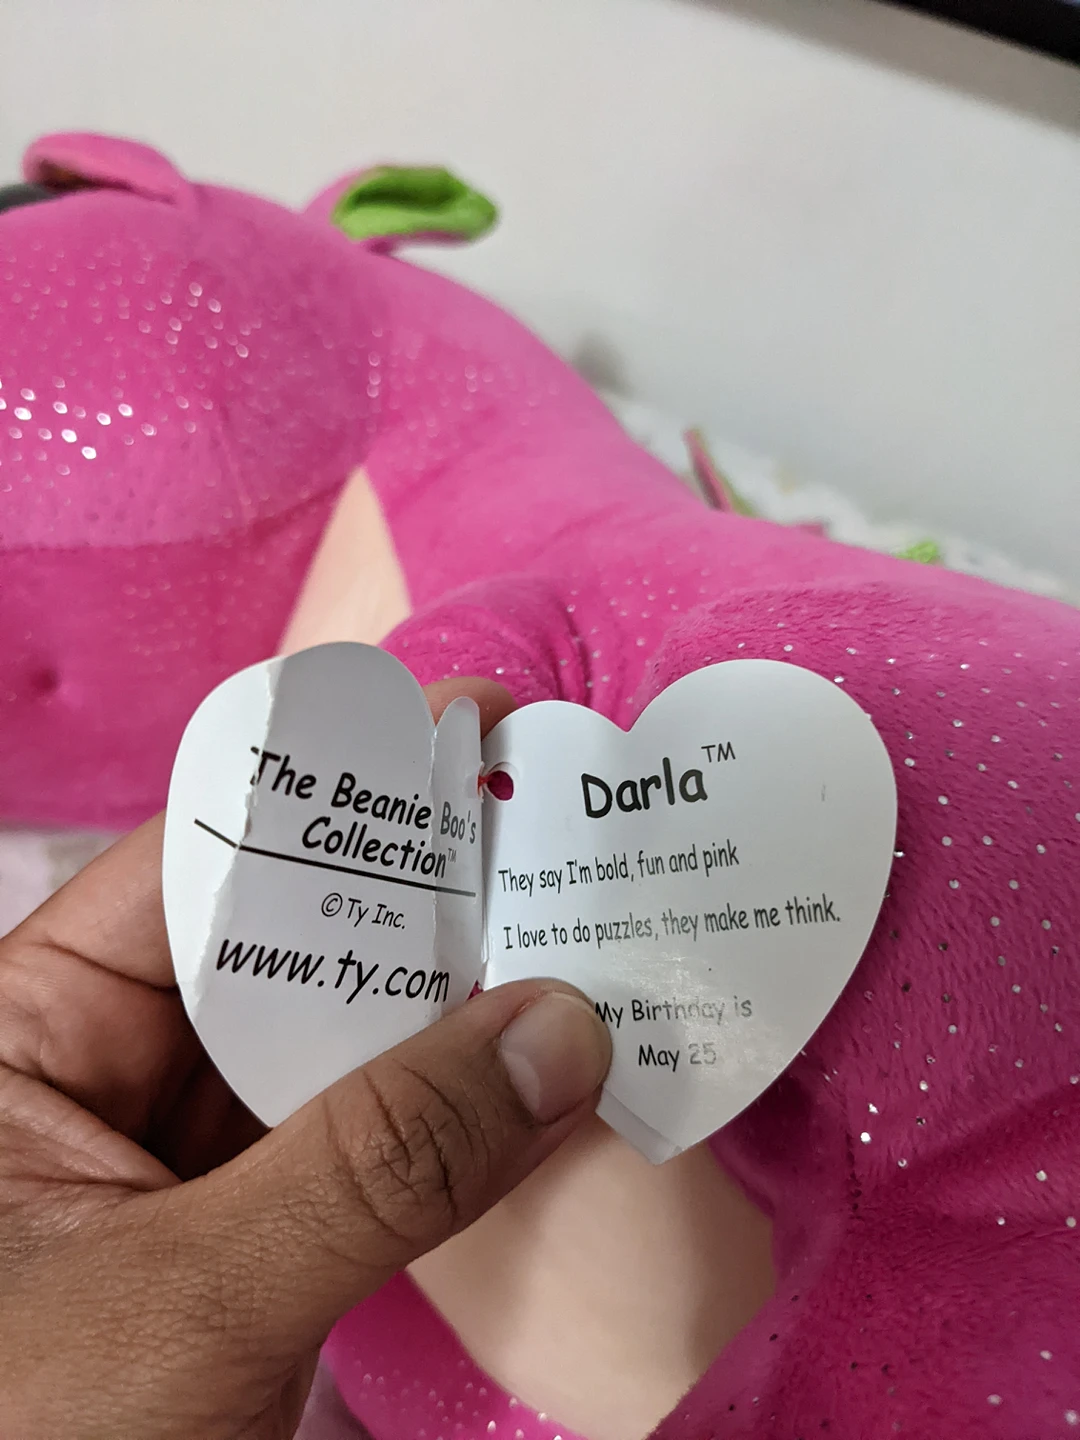 The Beanie Boo's
Collection™
© Ty Inc.
www.ty.com
Darla™
They say I'm bold, fun and pink
I love to do puzzles, they make me think.
My Birthday is
May 25